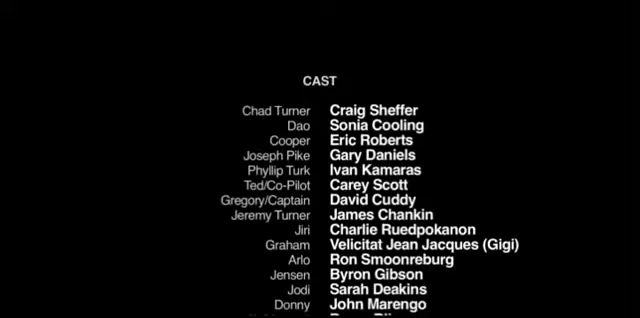 CAST
Chad Turner Craig Sheffer
Dao Sonia Cooling
Cooper Eric Roberts
Joseph Pike Gary Daniels
Phyllip Turk Ivan Kamaras
Ted/Co-Pilot Carey Scott
Gregory/Captain David Cuddy
Jeremy Turner James Chankin
Jiri Charlie Ruedpokanon
Graham Velicitat Jean Jacques (Gigi)
Arlo Ron Smoonreburg
Jensen Byron Gibson
Jodi Sarah Deakins
Donny John Marengo